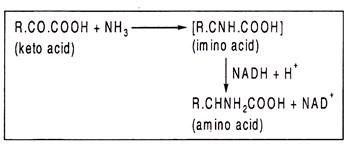 R.CO.COOH + NH₃ ⟶ [R.CNH.COOH]
(keto acid) (imino acid)
NADH + H⁺
R.CHNH₂COOH + NAD⁺
(amino acid)